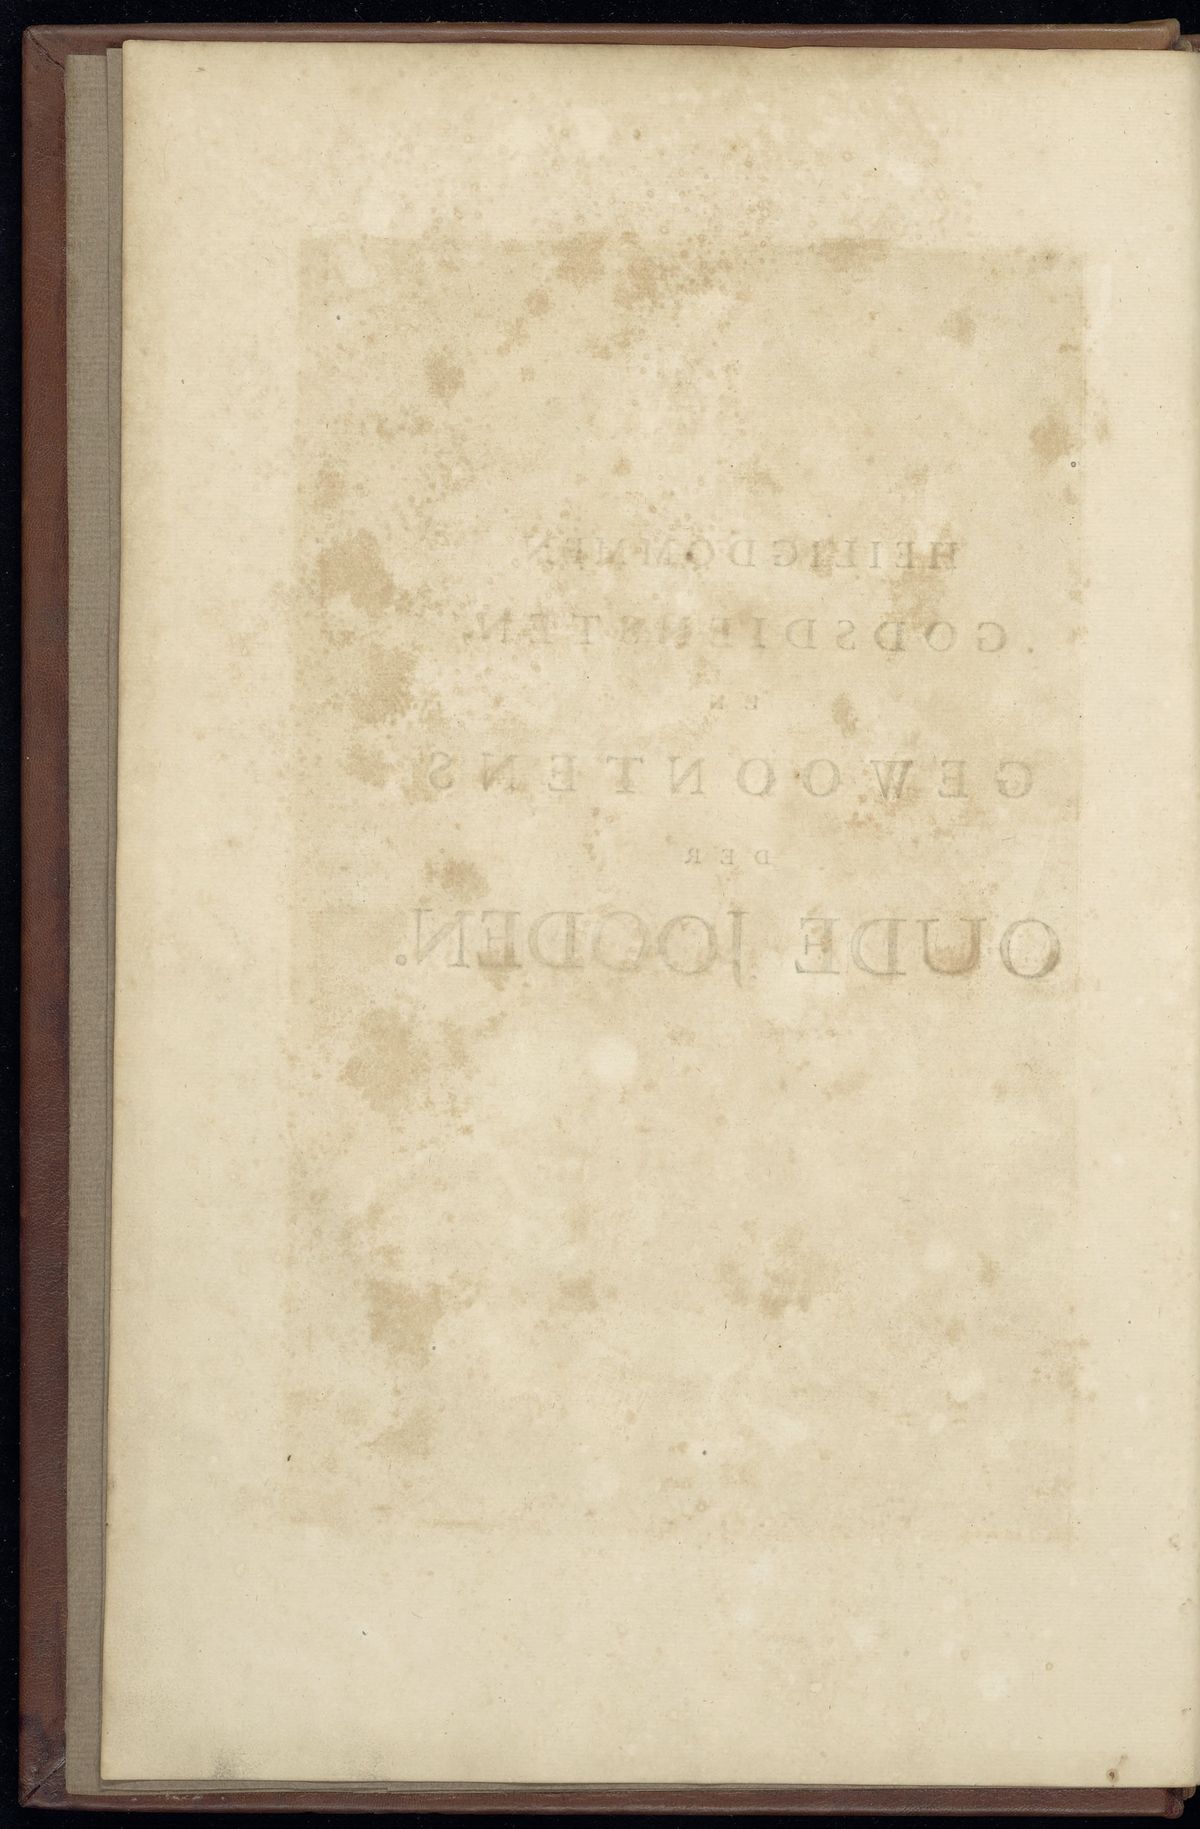 HEILIGDOMMEN
GODSDIENSTEN,
EN
GEWOONTENS
DER
OUDE JOODEN.